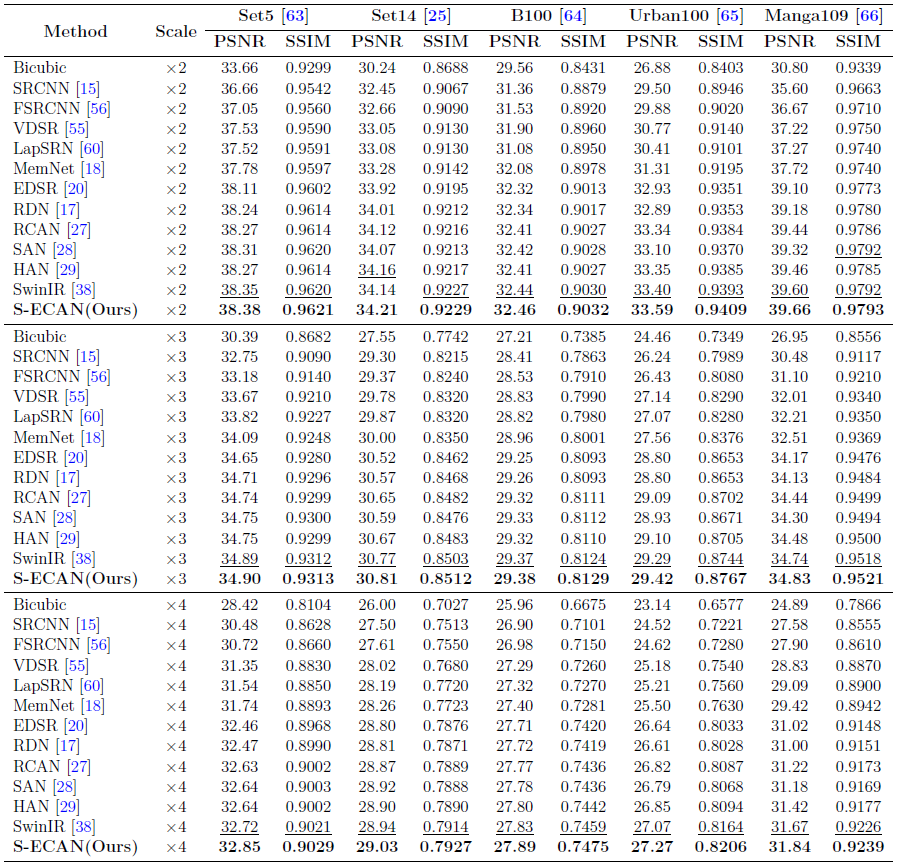 Method Scale Set5 [63] Set14 [25] B100 [64] Urban100 [65] Manga109 [66]
PSNR SSIM PSNR SSIM PSNR SSIM PSNR SSIM PSNR SSIM
Bicubic ×2 33.66 0.9299 30.24 0.8688 29.56 0.8431 26.88 0.8403 30.80 0.9339
SRCNN [15] ×2 36.66 0.9542 32.45 0.9067 31.36 0.8879 29.50 0.8946 35.60 0.9663
FSRCNN [56] ×2 37.05 0.9560 32.66 0.9090 31.53 0.8920 29.88 0.9020 36.67 0.9710
VDSR [55] ×2 37.53 0.9590 33.05 0.9130 31.90 0.8960 30.77 0.9140 37.22 0.9750
LapSRN [60] ×2 37.52 0.9591 33.08 0.9130 31.08 0.8950 30.41 0.9101 37.27 0.9740
MemNet [18] ×2 37.78 0.9597 33.28 0.9142 32.08 0.8978 31.31 0.9195 37.72 0.9740
EDSR [20] ×2 38.11 0.9602 33.92 0.9195 32.32 0.9013 32.93 0.9351 39.10 0.9773
RDN [17] ×2 38.24 0.9614 34.01 0.9212 32.34 0.9017 32.89 0.9353 39.18 0.9780
RCAN [27] ×2 38.27 0.9614 34.12 0.9216 32.41 0.9027 33.34 0.9384 39.44 0.9786
SAN [28] ×2 38.31 0.9620 34.07 0.9213 32.42 0.9028 33.10 0.9370 39.32 0.9792
HAN [29] ×2 38.27 0.9614 34.16 0.9217 32.41 0.9027 33.35 0.9385 39.46 0.9785
SwinIR [38] ×2 38.35 0.9620 34.14 0.9227 32.44 0.9030 33.40 0.9393 39.60 0.9792
S-ECAN(Ours) ×2 38.38 0.9621 34.21 0.9229 32.46 0.9032 33.59 0.9409 39.66 0.9793
Bicubic ×3 30.39 0.8682 27.55 0.7742 27.21 0.7385 24.46 0.7349 26.95 0.8556
SRCNN [15] ×3 32.75 0.9090 29.30 0.8215 28.41 0.7863 26.24 0.7989 30.48 0.9117
FSRCNN [56] ×3 33.18 0.9140 29.37 0.8240 28.53 0.7910 26.43 0.8080 31.10 0.9210
VDSR [55] ×3 33.67 0.9210 29.78 0.8320 28.83 0.7990 27.14 0.8290 32.01 0.9340
LapSRN [60] ×3 33.82 0.9227 29.87 0.8320 28.82 0.7980 27.07 0.8280 32.21 0.9350
MemNet [18] ×3 34.09 0.9248 30.00 0.8350 28.96 0.8001 27.56 0.8376 32.51 0.9369
EDSR [20] ×3 34.65 0.9280 30.52 0.8462 29.25 0.8093 28.80 0.8653 34.17 0.9476
RDN [17] ×3 34.71 0.9296 30.57 0.8468 29.26 0.8093 28.80 0.8653 34.13 0.9484
RCAN [27] ×3 34.74 0.9299 30.65 0.8482 29.32 0.8111 29.09 0.8702 34.44 0.9499
SAN [28] ×3 34.75 0.9300 30.59 0.8476 29.33 0.8112 28.93 0.8671 34.30 0.9494
HAN [29] ×3 34.75 0.9299 30.67 0.8483 29.32 0.8110 29.10 0.8705 34.48 0.9500
SwinIR [38] ×3 34.89 0.9312 30.77 0.8503 29.37 0.8124 29.29 0.8744 34.74 0.9518
S-ECAN(Ours) ×3 34.90 0.9313 30.81 0.8512 29.38 0.8129 29.42 0.8767 34.83 0.9521
Bicubic ×4 28.42 0.8104 26.00 0.7027 25.96 0.6675 23.14 0.6577 24.89 0.7866
SRCNN [15] ×4 30.48 0.8628 27.50 0.7513 26.90 0.7101 24.52 0.7221 27.58 0.8555
FSRCNN [56] ×4 30.72 0.8660 27.61 0.7550 26.98 0.7150 24.62 0.7280 27.90 0.8610
VDSR [55] ×4 31.35 0.8830 28.02 0.7680 27.29 0.7260 25.18 0.7540 28.83 0.8870
LapSRN [60] ×4 31.54 0.8850 28.19 0.7720 27.32 0.7270 25.21 0.7560 29.09 0.8900
MemNet [18] ×4 31.74 0.8893 28.26 0.7723 27.40 0.7281 25.50 0.7630 29.42 0.8942
EDSR [20] ×4 32.46 0.8968 28.80 0.7876 27.71 0.7420 26.64 0.8033 31.02 0.9148
RDN [17] ×4 32.47 0.8990 28.81 0.7871 27.72 0.7419 26.61 0.8028 31.00 0.9151
RCAN [27] ×4 32.63 0.9002 28.87 0.7889 27.77 0.7436 26.82 0.8087 31.22 0.9173
SAN [28] ×4 32.64 0.9003 28.92 0.7888 27.78 0.7436 26.79 0.8068 31.18 0.9169
HAN [29] ×4 32.64 0.9002 28.90 0.7890 27.80 0.7442 26.85 0.8094 31.42 0.9177
SwinIR [38] ×4 32.72 0.9021 28.94 0.7914 27.83 0.7459 27.07 0.8164 31.67 0.9226
S-ECAN(Ours) ×4 32.85 0.9029 29.03 0.7927 27.89 0.7475 27.27 0.8206 31.84 0.9239